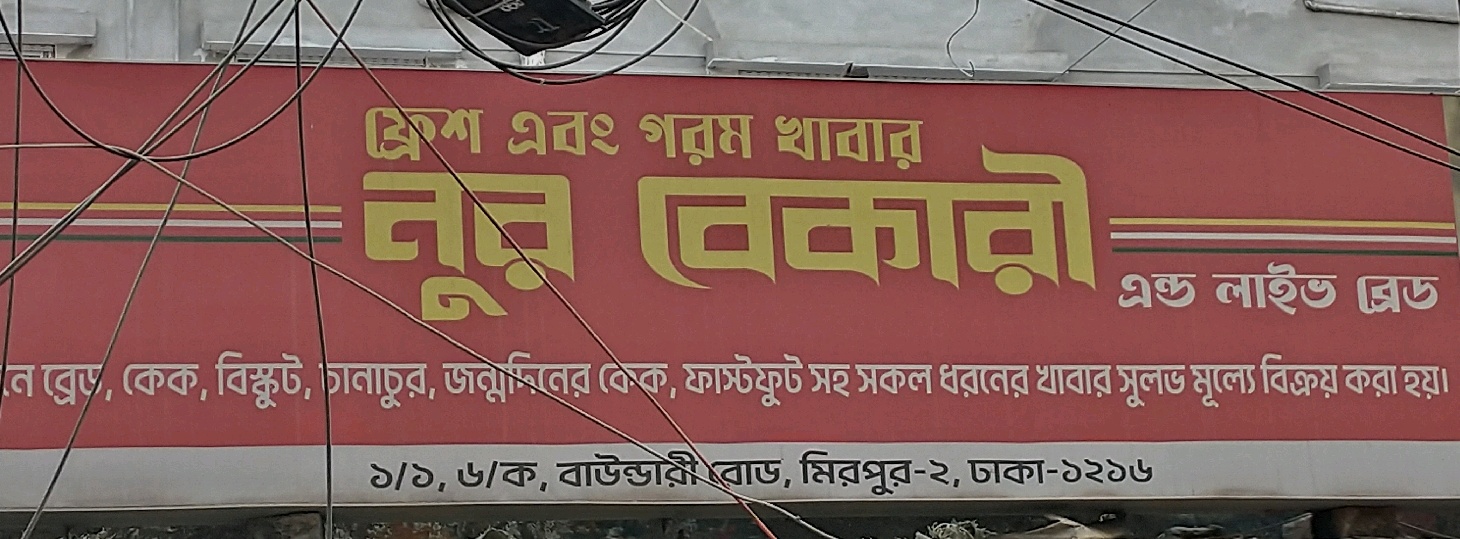 ফ্রেশ এবং গরম খাবার
নুর বেকারী
এন্ড লাইভ ব্রেড
ব্রেড, কেক, বিস্কুট, চানাচুর, জন্মদিনের কেক, ফাস্টফুট সহ সকল ধরনের খাবার সুলভ মূল্যে বিক্রয় করা হয়।
১/১, ৬/ক, বাউন্ডারী রোড, মিরপুর-২, ঢাকা-১২১৬